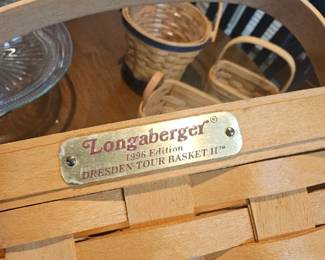 Longaberger®
1996 Edition
DRESDEN TOUR BASKET II™